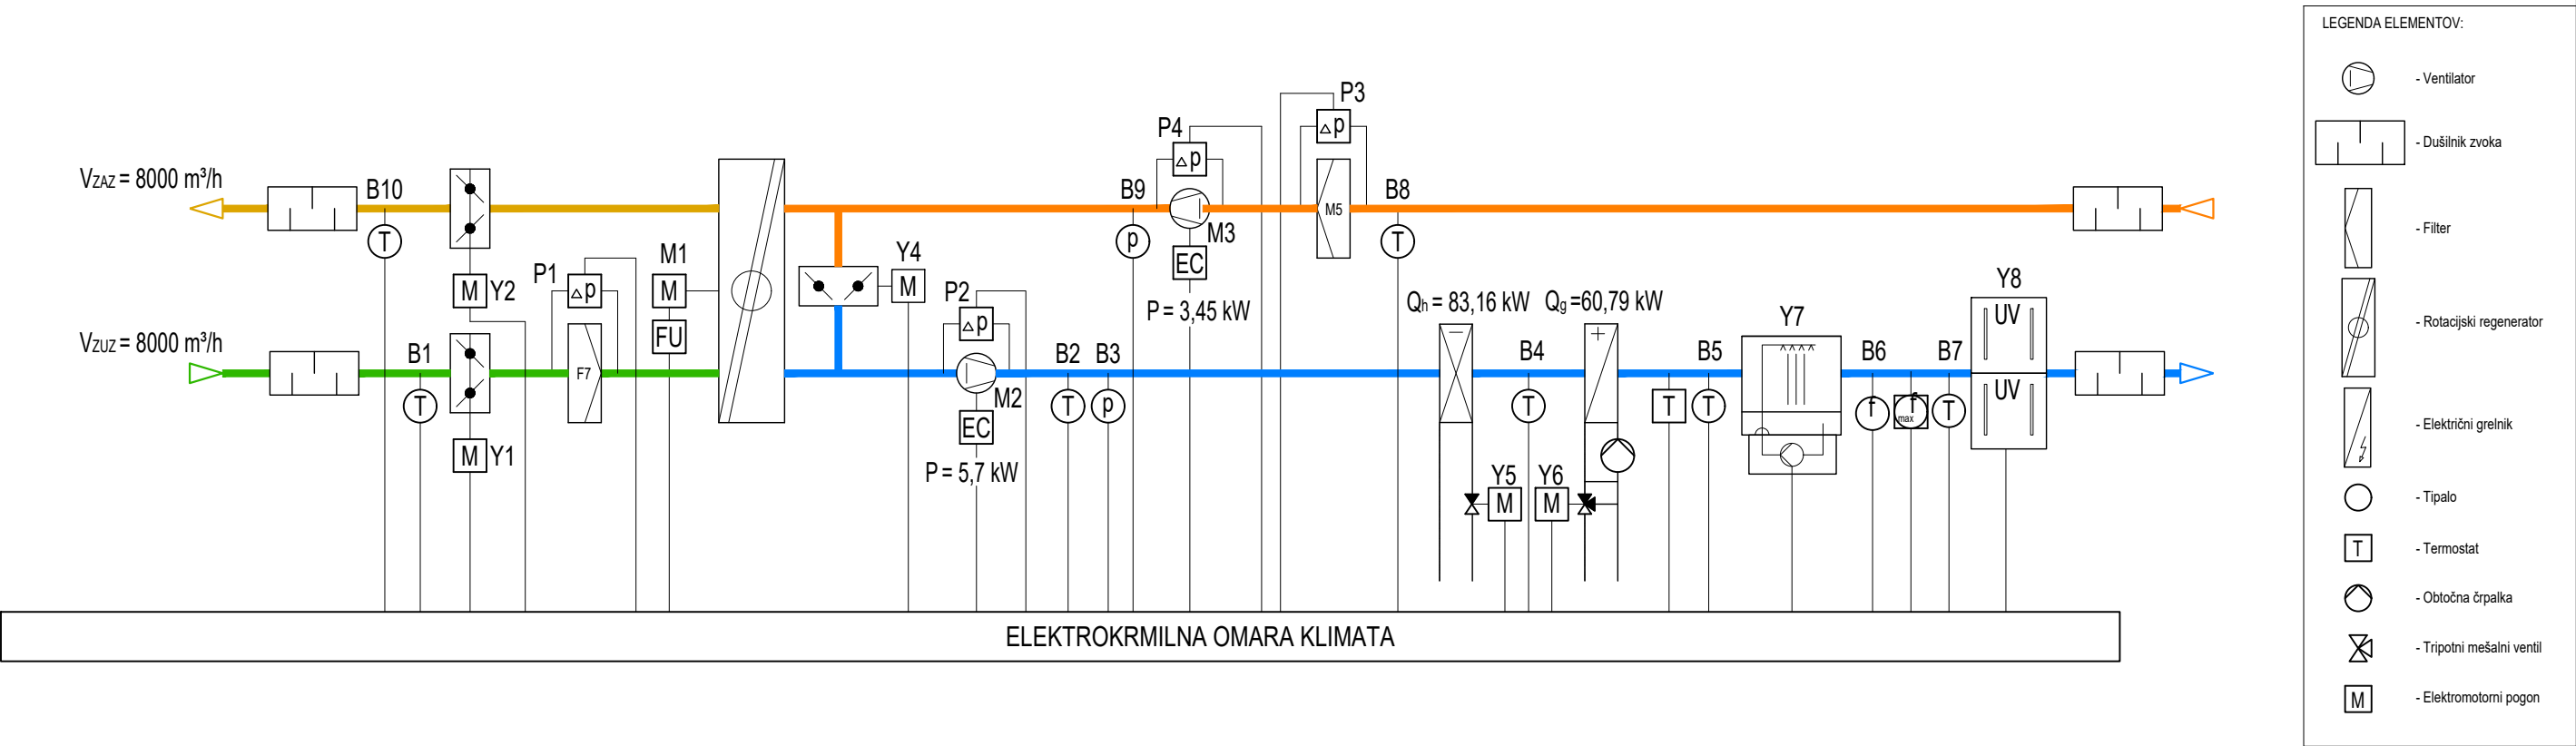 LEGENDA ELEMENTOV:
- Ventilator
- Dušilnik zvoka
- Filter
- Rotacijski regenerator
- Električni grelnik
- Tipalo
T
- Termostat
- Obtočna črpalka
- Tripotni mešalni ventil
M
- Elektromotorni pogon
P3
△p
P4
△p
VZAZ = 8000 m³/h
B10
B9
M5
B8
T
p
M3
T
M1
Y4
EC
P1
△p
M
Y2
M
M
P2
P = 3,45 kW
Qh = 83,16 kW
Qg =60,79 kW
Y8
UV
VZUZ = 8000 m³/h
B1
FU
△p
B2
B3
B4
B5
Y7
B6
B7
F7
UV
T
M2
T
p
T
T
T
f
f
max
T
EC
M
Y1
P = 5,7 kW
Y5
Y6
M
M
ELEKTROKRMILNA OMARA KLIMATA